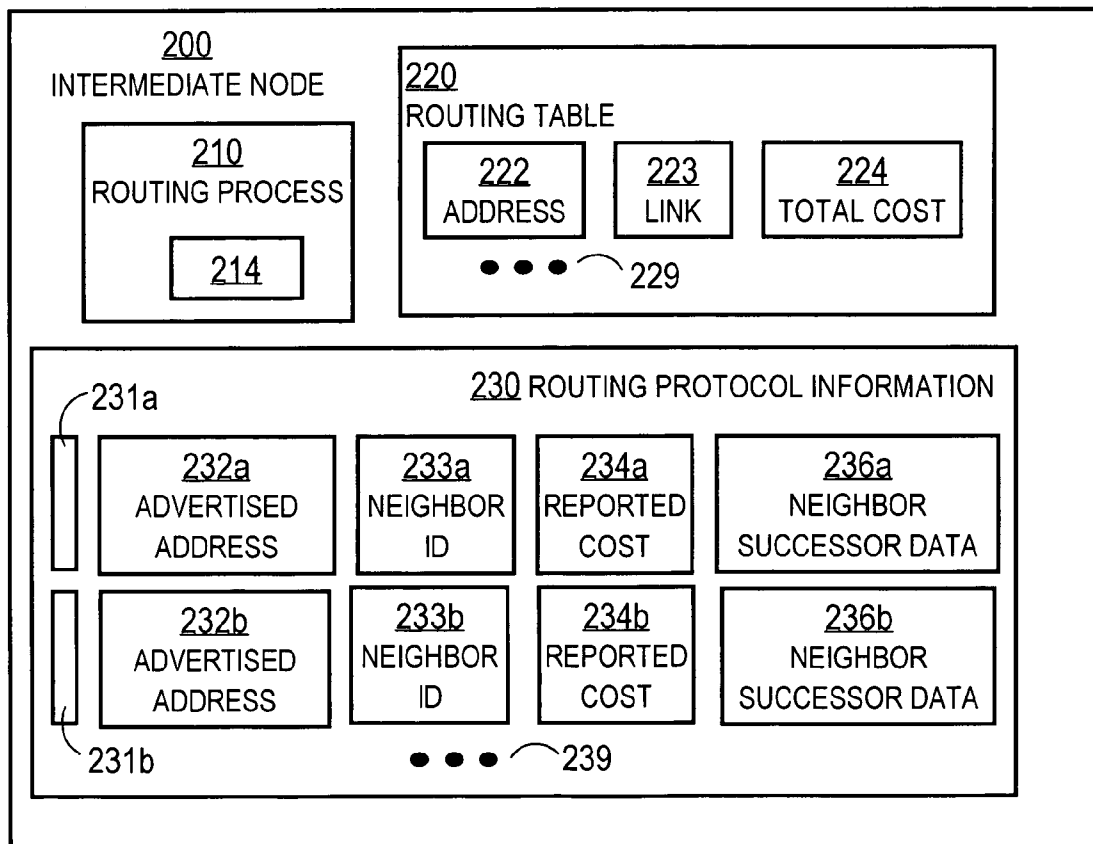 200
INTERMEDIATE NODE
210
ROUTING PROCESS
214
220
ROUTING TABLE
222
ADDRESS
223
LINK
224
TOTAL COST
229
230 ROUTING PROTOCOL INFORMATION
231a
232a
ADVERTISED
ADDRESS
233a
NEIGHBOR
ID
234a
REPORTED
COST
236a
NEIGHBOR
SUCCESSOR DATA
232b
ADVERTISED
ADDRESS
233b
NEIGHBOR
ID
234b
REPORTED
COST
236b
NEIGHBOR
SUCCESSOR DATA
231b
239